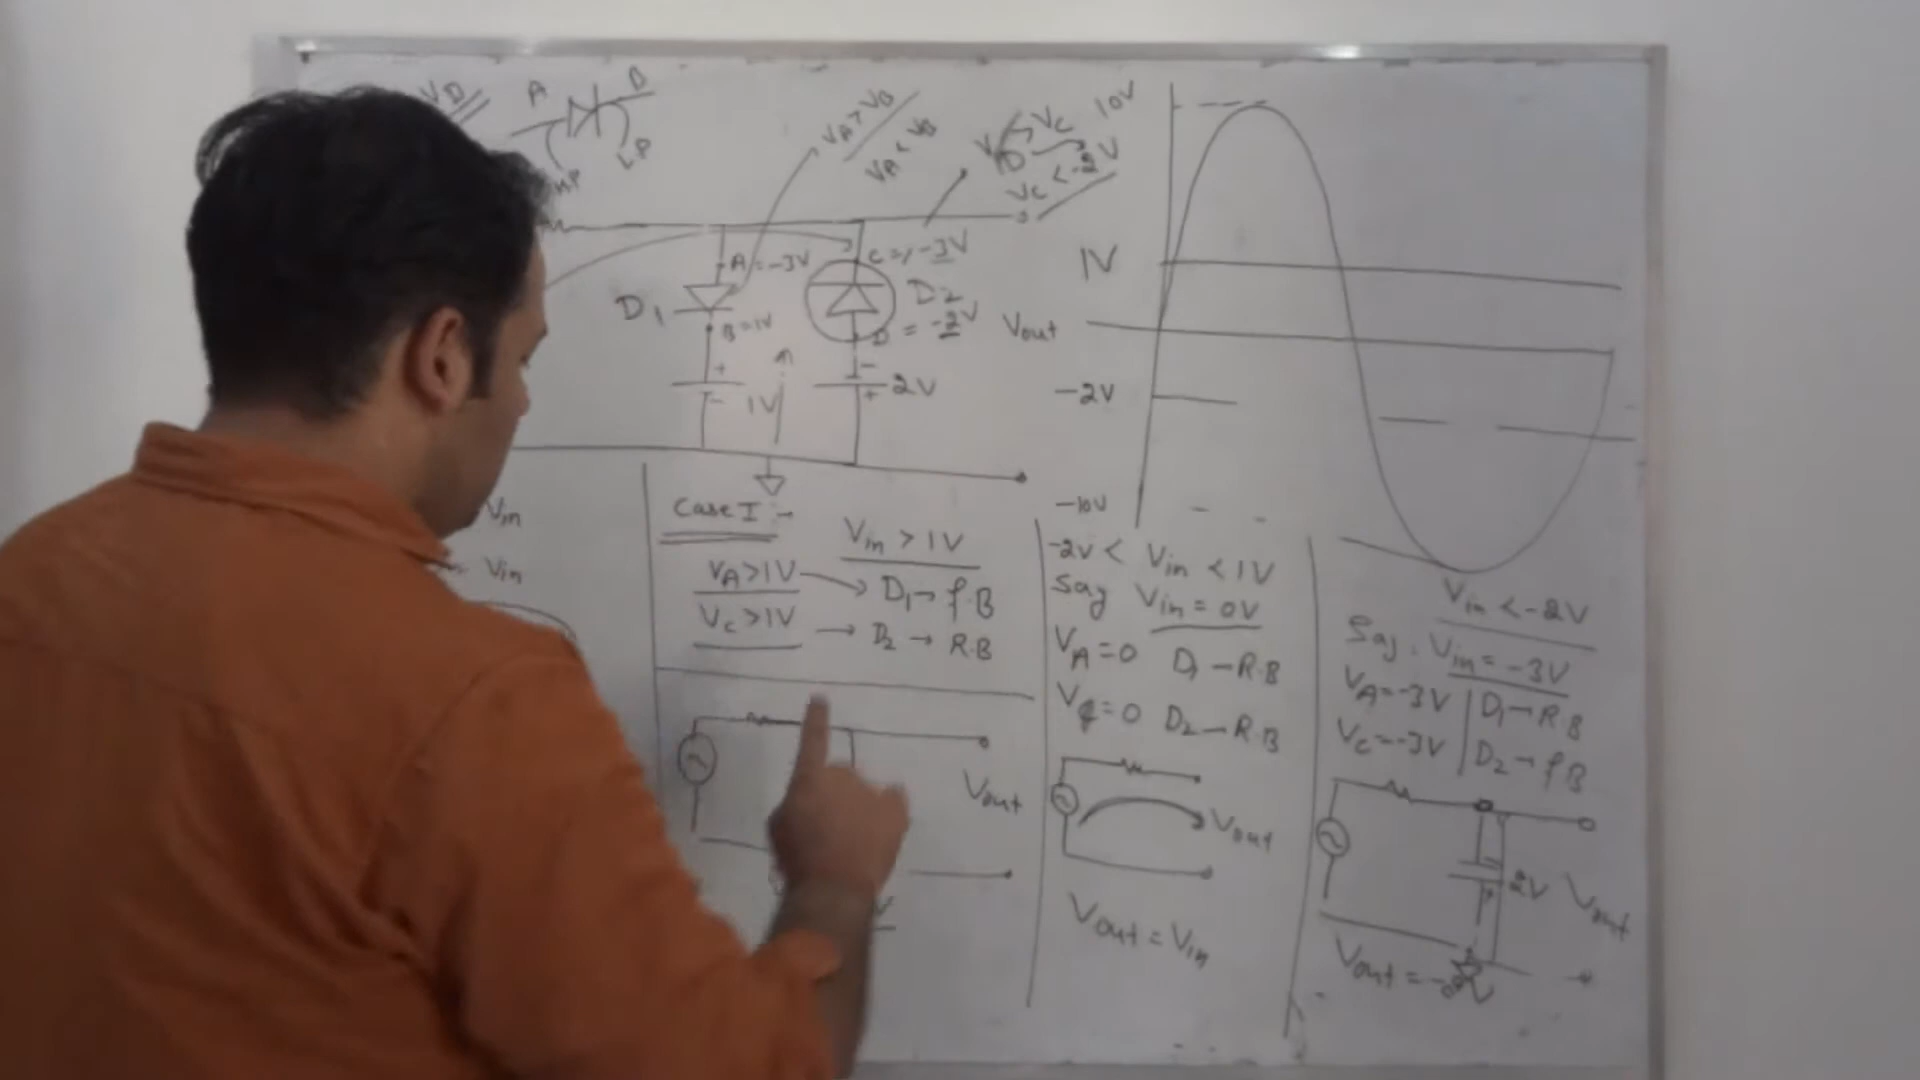 VD
A
B
HP
LP
VA > VB
VA < VB
VD > VC
VC < -2V
10V
A = -3V
C = -3V
D1
D2
B = 1V
D = -2V
+
-
1V
-
+
2V
1V
Vout
-2V
-10V
Vin
Vin
Case I :-
Vin > 1V
VA > 1V → D1 → f.B
VC > 1V → D2 → R.B
Vout
-2V < Vin < 1V
Say Vin = 0V
VA = 0 D1 → R.B
= 0 D2 → R.B
Vout
Vout = Vin
Vin < -2V
Say. Vin = -3V
VA = -3V D1 → R.B
VC = -3V D2 → f.B
2V
Vout
Vout = -2V